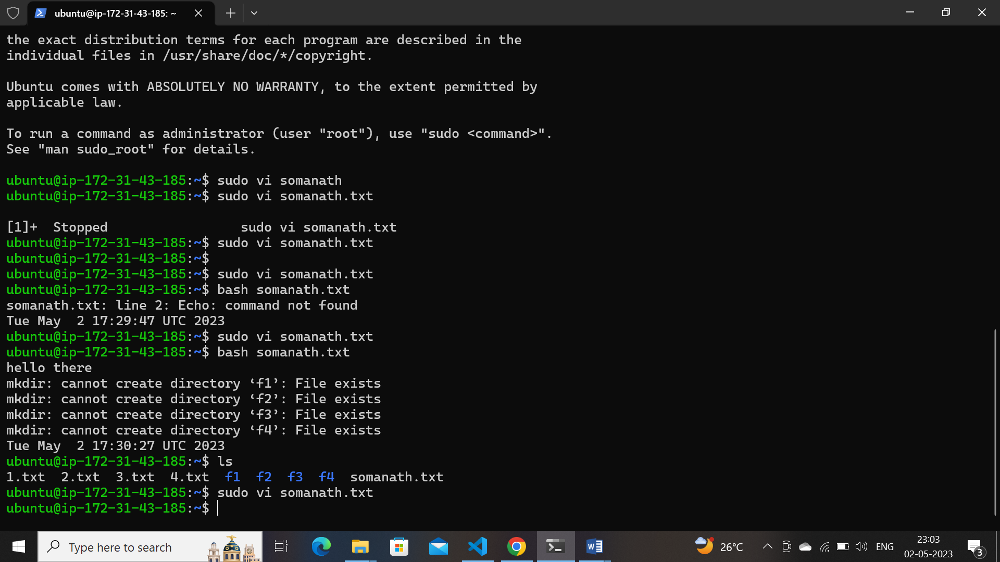 ubuntu@ip-172-31-43-185: ~
the exact distribution terms for each program are described in the
individual files in /usr/share/doc/*/copyright.
Ubuntu comes with ABSOLUTELY NO WARRANTY, to the extent permitted by
applicable law.
To run a command as administrator (user "root"), use "sudo <command>".
See "man sudo_root" for details.
ubuntu@ip-172-31-43-185:~$ sudo vi somanath
ubuntu@ip-172-31-43-185:~$ sudo vi somanath.txt
[1]+  Stopped                 sudo vi somanath.txt
ubuntu@ip-172-31-43-185:~$ sudo vi somanath.txt
ubuntu@ip-172-31-43-185:~$
ubuntu@ip-172-31-43-185:~$ sudo vi somanath.txt
ubuntu@ip-172-31-43-185:~$ bash somanath.txt
somanath.txt: line 2: Echo: command not found
Tue May  2 17:29:47 UTC 2023
ubuntu@ip-172-31-43-185:~$ sudo vi somanath.txt
ubuntu@ip-172-31-43-185:~$ bash somanath.txt
hello there
mkdir: cannot create directory ‘f1’: File exists
mkdir: cannot create directory ‘f2’: File exists
mkdir: cannot create directory ‘f3’: File exists
mkdir: cannot create directory ‘f4’: File exists
Tue May  2 17:30:27 UTC 2023
ubuntu@ip-172-31-43-185:~$ ls
1.txt  2.txt  3.txt  4.txt  f1  f2  f3  f4  somanath.txt
ubuntu@ip-172-31-43-185:~$ sudo vi somanath.txt
ubuntu@ip-172-31-43-185:~$
Type here to search
26°C
ENG
23:03
02-05-2023
3